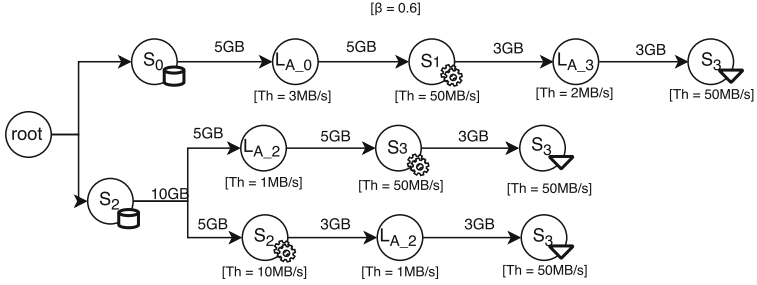 [β = 0.6]
S0 5GB LA_0 5GB S1 3GB LA_3 3GB S3
[Th = 3MB/s] [Th = 50MB/s] [Th = 2MB/s] [Th = 50MB/s]
root
5GB LA_2 5GB S3 3GB S3
[Th = 1MB/s] [Th = 50MB/s] [Th = 50MB/s]
S2 10GB
5GB S2 3GB LA_2 3GB S3
[Th = 10MB/s] [Th = 1MB/s] [Th = 50MB/s]